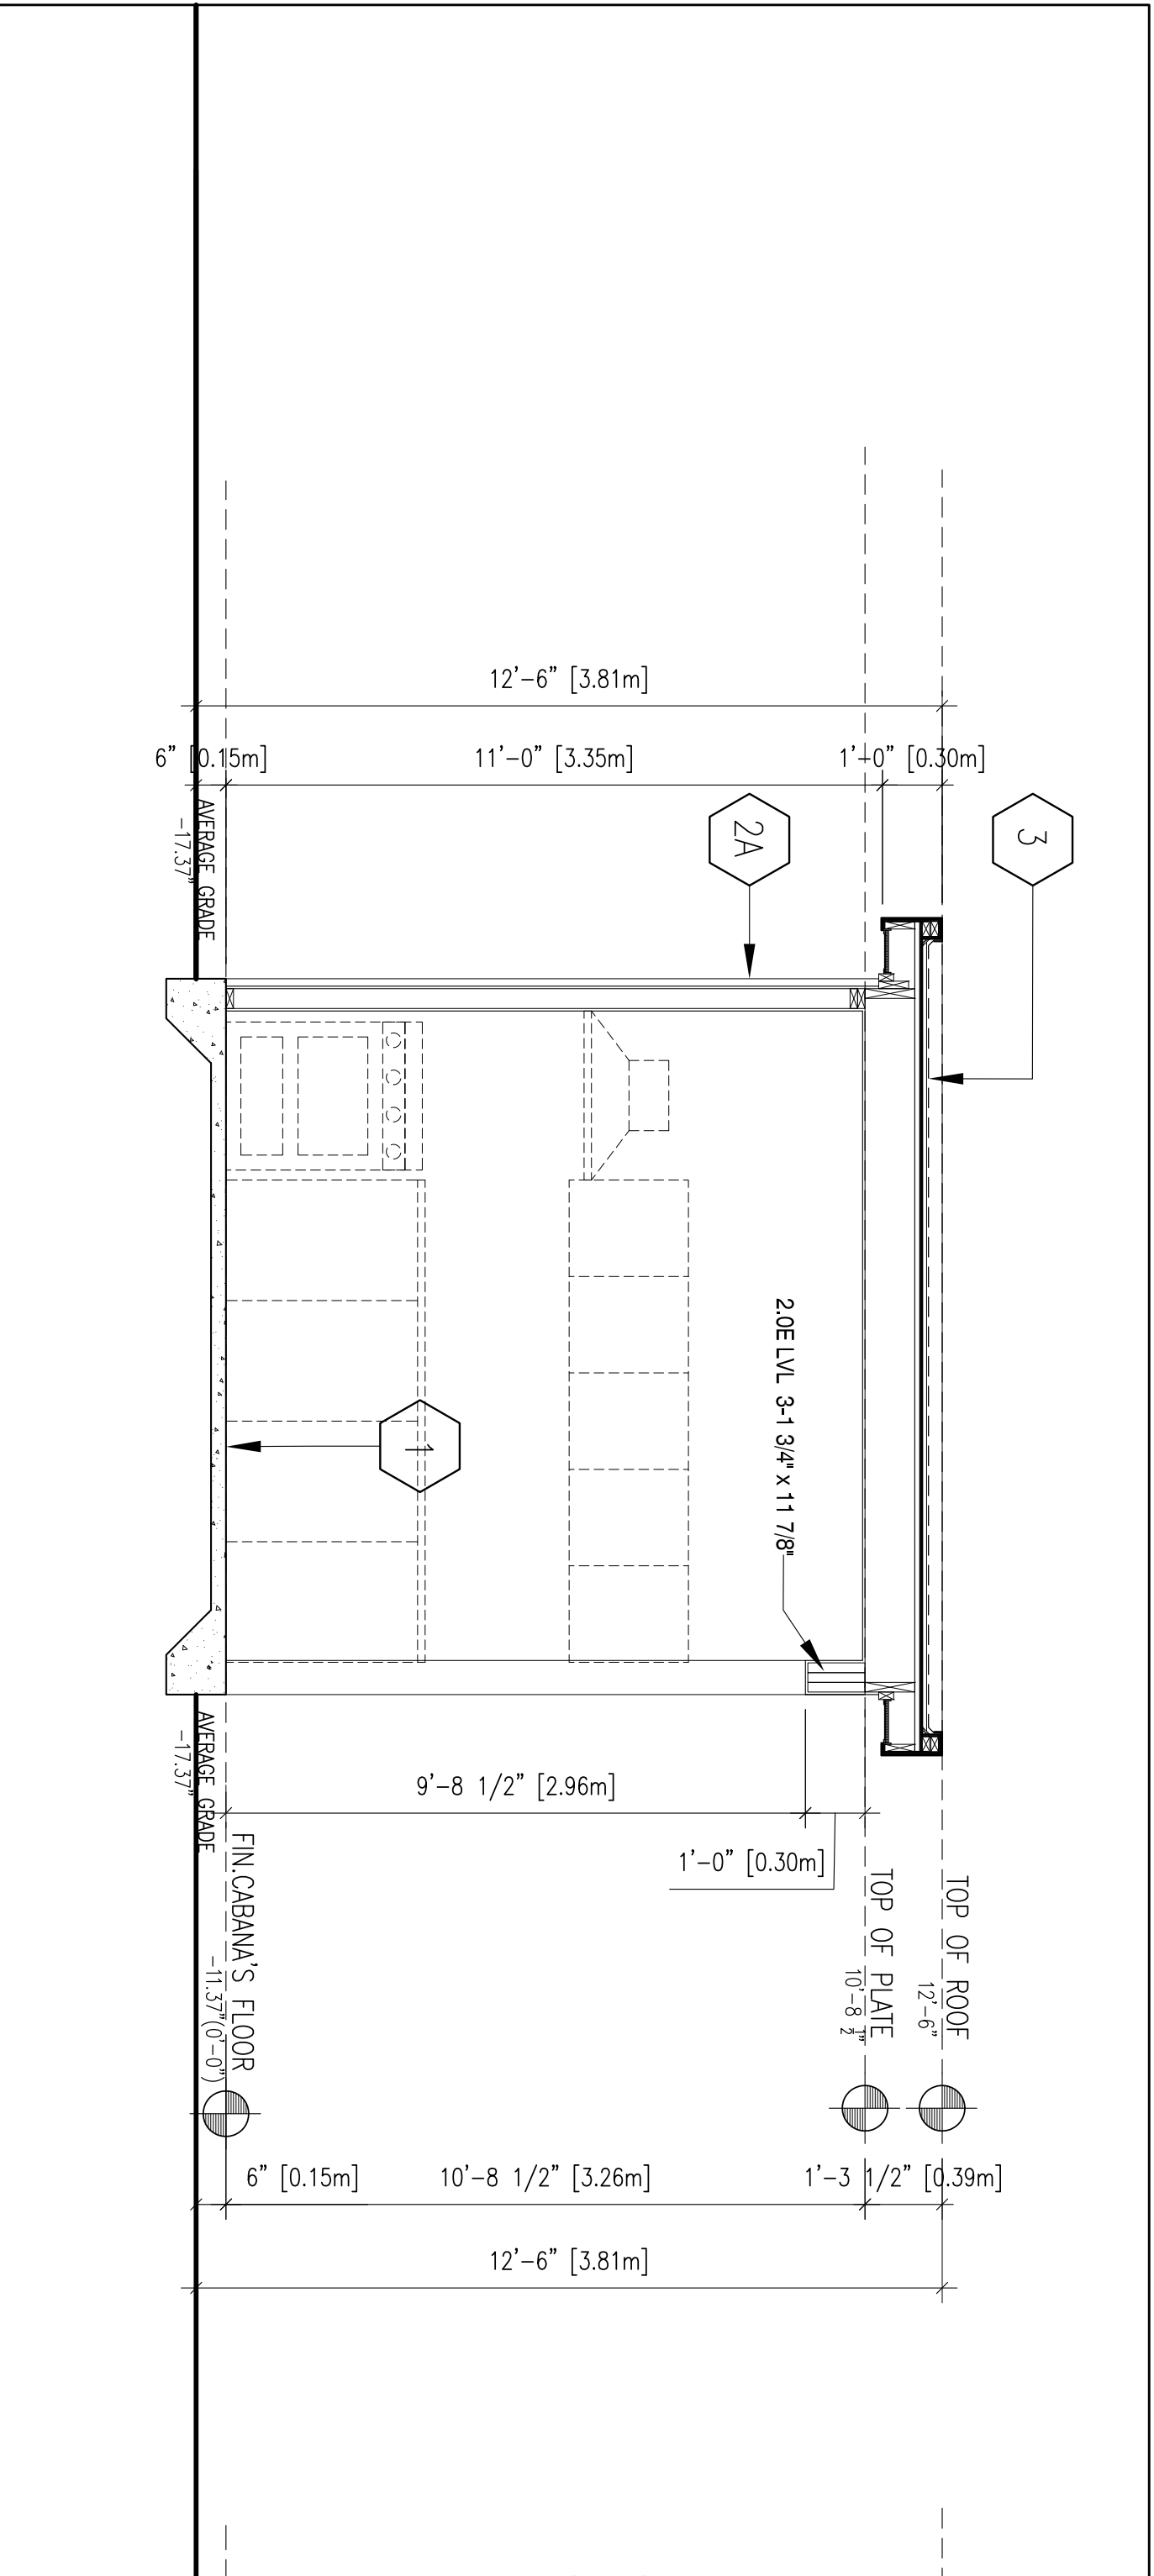 12'-6" [3.81m]
6" [0.15m]
11'-0" [3.35m]
1'-0" [0.30m]
AVERAGE GRADE
-17.37"
2A
3
2.0E LVL 3-1 3/4" x 11 7/8"
1
AVERAGE GRADE
-17.37"
9'-8 1/2" [2.96m]
1'-0" [0.30m]
FIN.CABANA'S FLOOR
-11.37"(0'-0")
TOP OF PLATE
10'-8 1/2"
TOP OF ROOF
12'-6"
6" [0.15m]
10'-8 1/2" [3.26m]
1'-3 1/2" [0.39m]
12'-6" [3.81m]